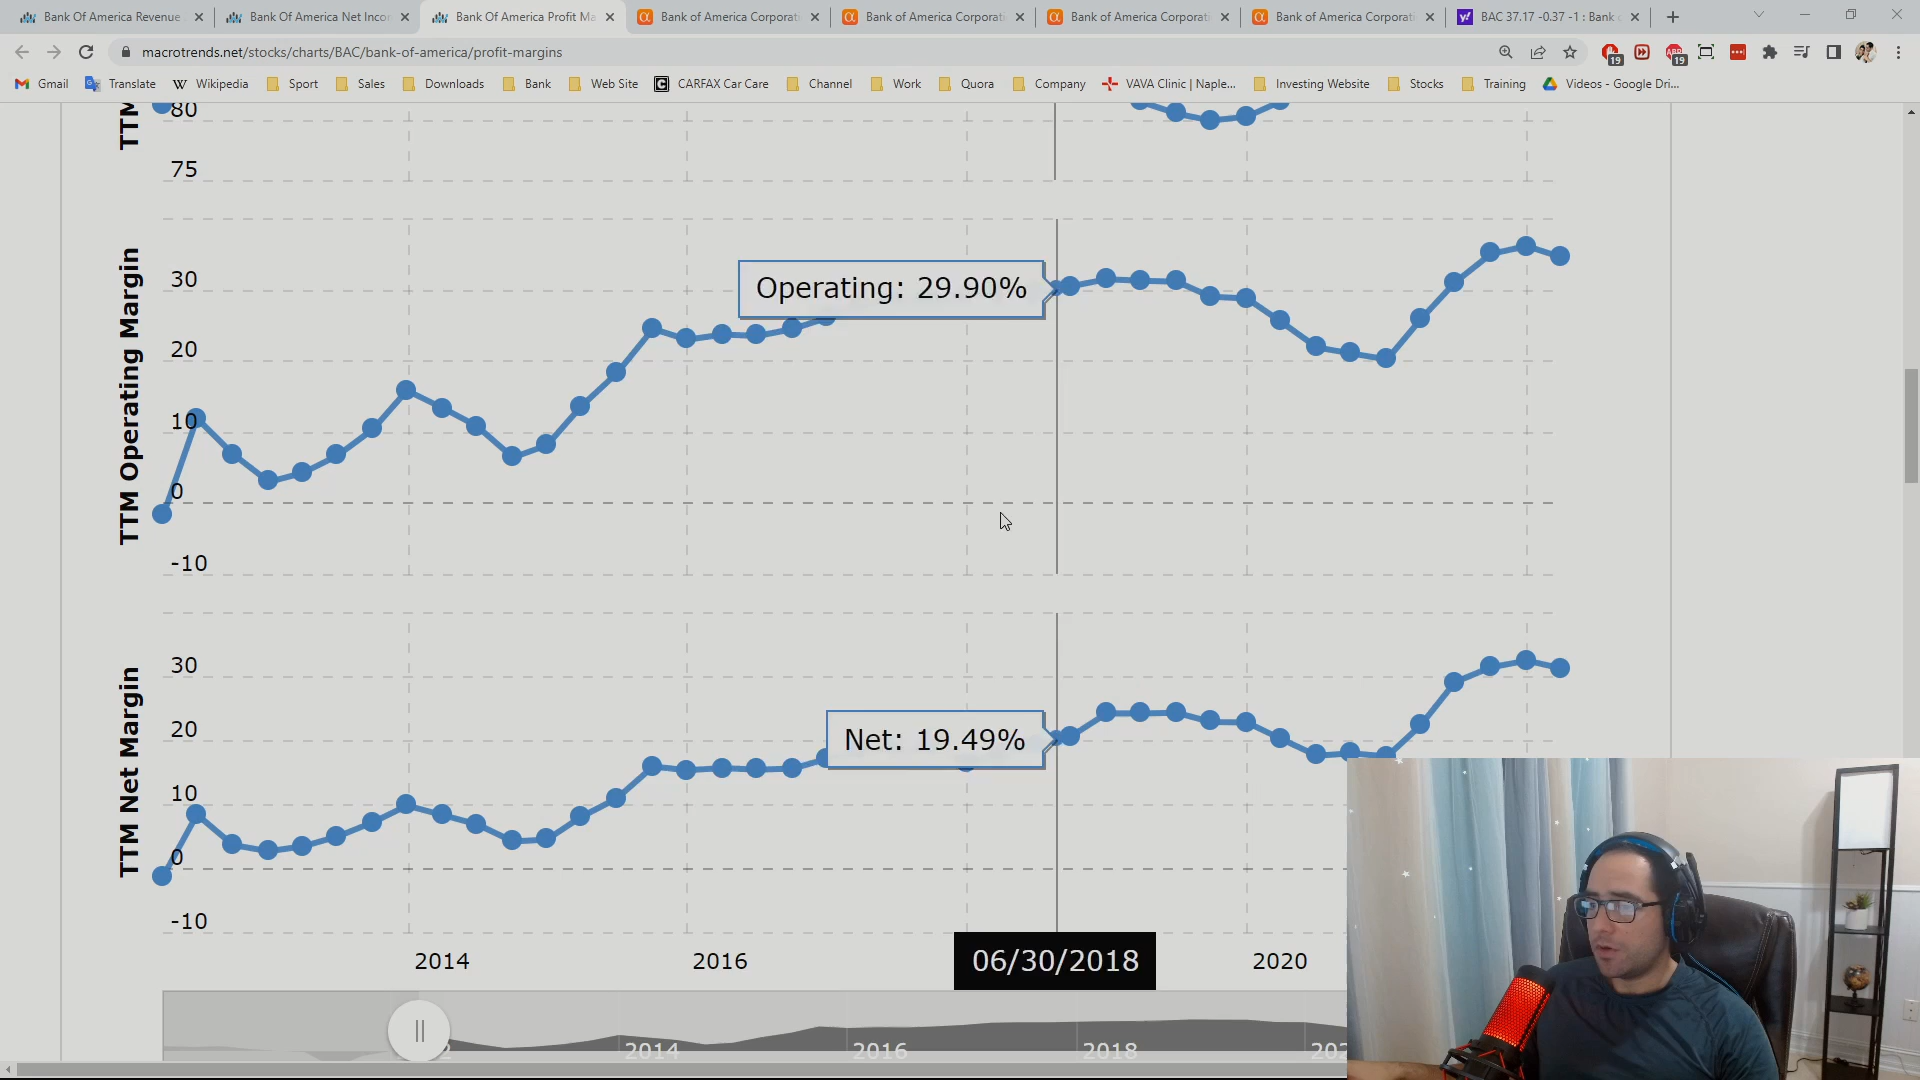 Bank Of America Revenue
Bank Of America Net Incor
Bank Of America Profit Ma
Bank of America Corporati
Bank of America Corporati
Bank of America Corporati
Bank of America Corporati
BAC 37.17 -0.37 -1 : Bank
macrotrends.net/stocks/charts/BAC/bank-of-america/profit-margins
19
19
Gmail
Translate
Wikipedia
Sport
Sales
Downloads
Bank
Web Site
CARFAX Car Care
Channel
Work
Quora
Company
VAVA Clinic | Naple...
Investing Website
Stocks
Training
Videos - Google Dri...
TTM
80
75
TTM Operating Margin
30
20
10
0
-10
Operating: 29.90%
TTM Net Margin
30
20
10
0
-10
Net: 19.49%
2014
2016
06/30/2018
2020
2014
2016
2018